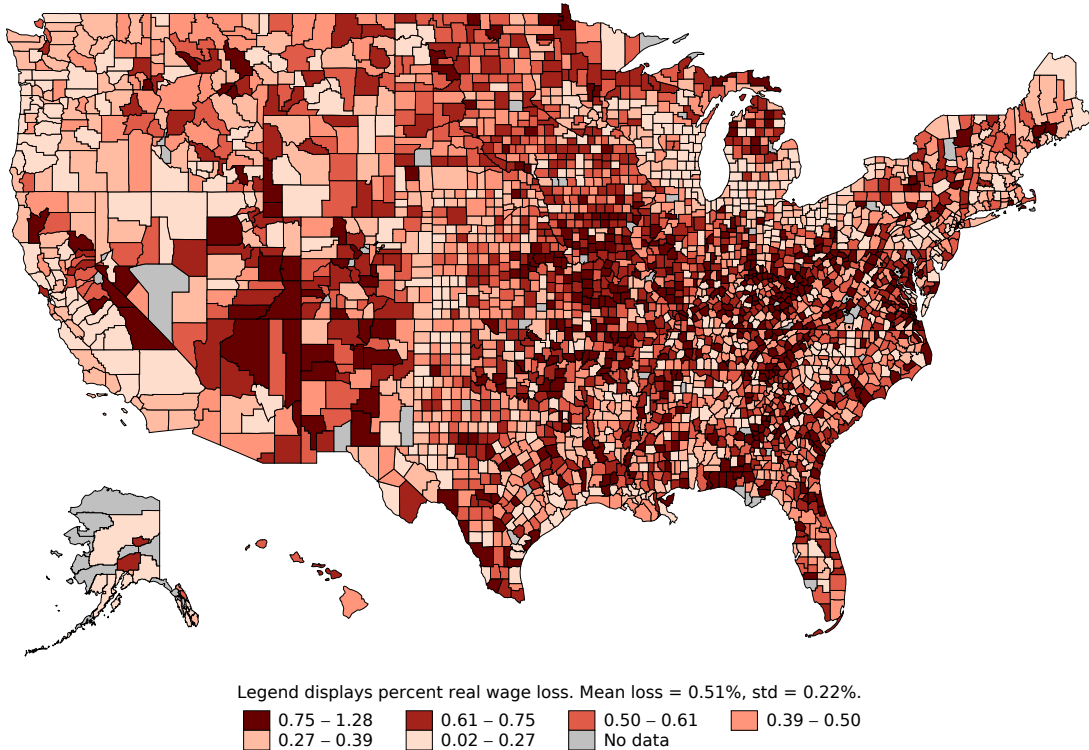 Legend displays percent real wage loss. Mean loss = 0.51%, std = 0.22%.
0.75 – 1.28 0.61 – 0.75 0.50 – 0.61 0.39 – 0.50
0.27 – 0.39 0.02 – 0.27 No data